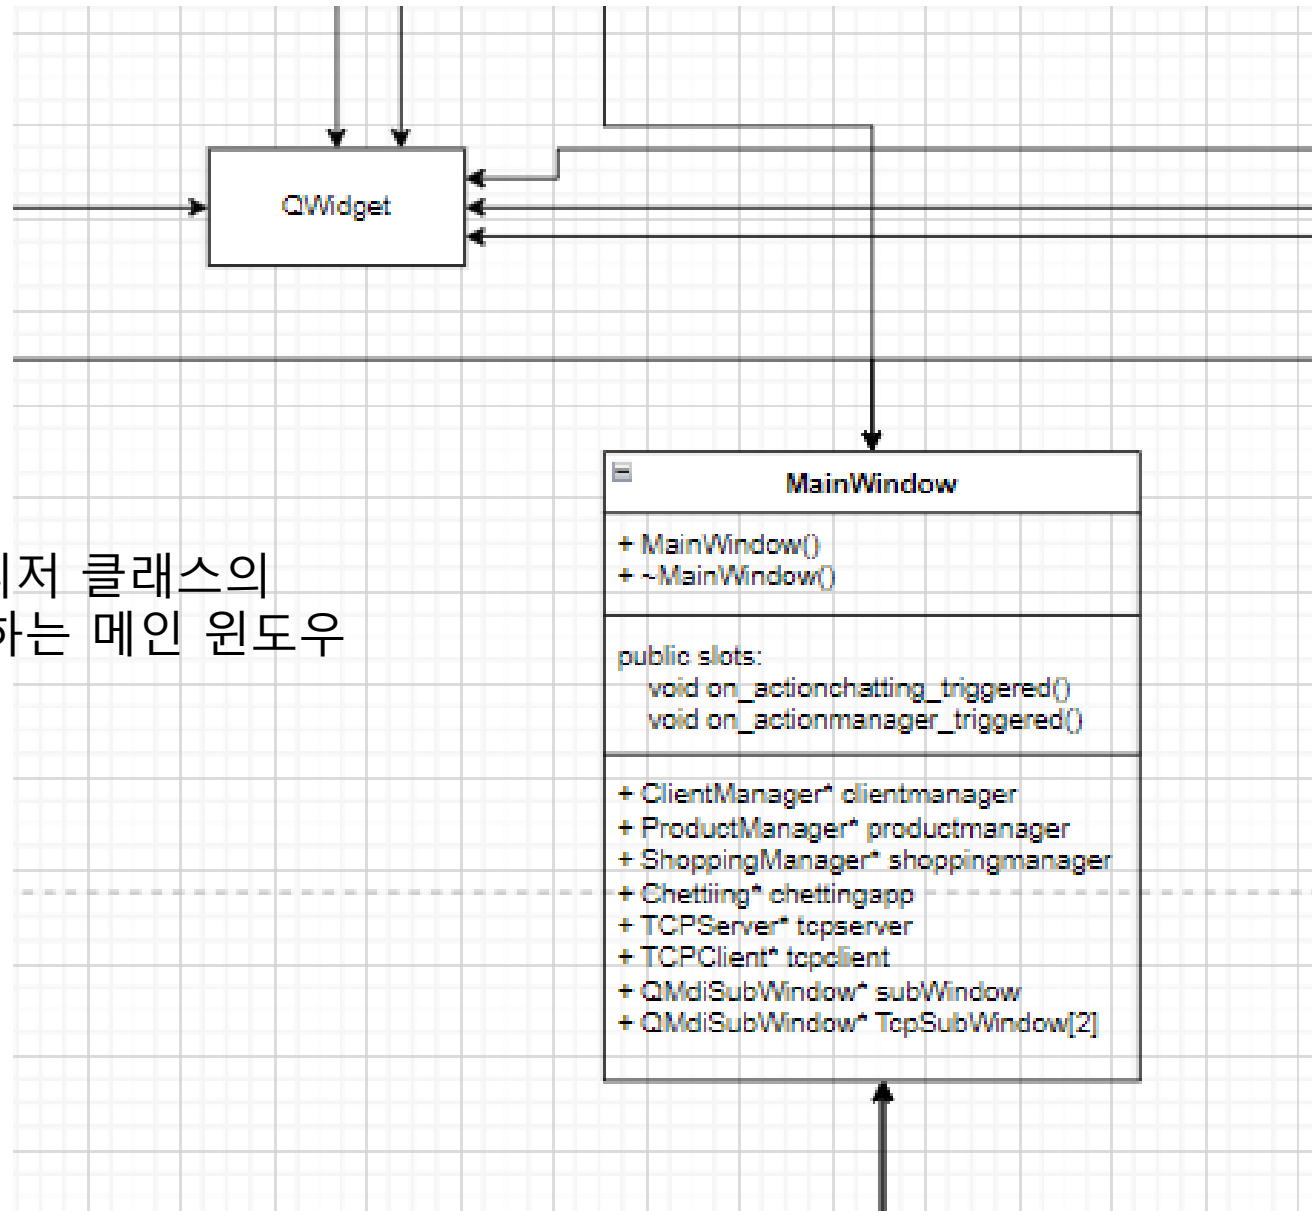 QWidget
MainWindow
+ MainWindow()
+ ~MainWindow()
저 클래스의
하는 메인 윈도우
public slots:
void on_actionchatting_triggered()
void on_actionmanager_triggered()
+ ClientManager* clientmanager
+ ProductManager* productmanager
+ ShoppingManager* shoppingmanager
+ Chettiing* chettingapp
+ TCPServer* tcpserver
+ TCPClient* tcpclient
+ QMdiSubWindow* subWindow
+ QMdiSubWindow* TcpSubWindow[2]